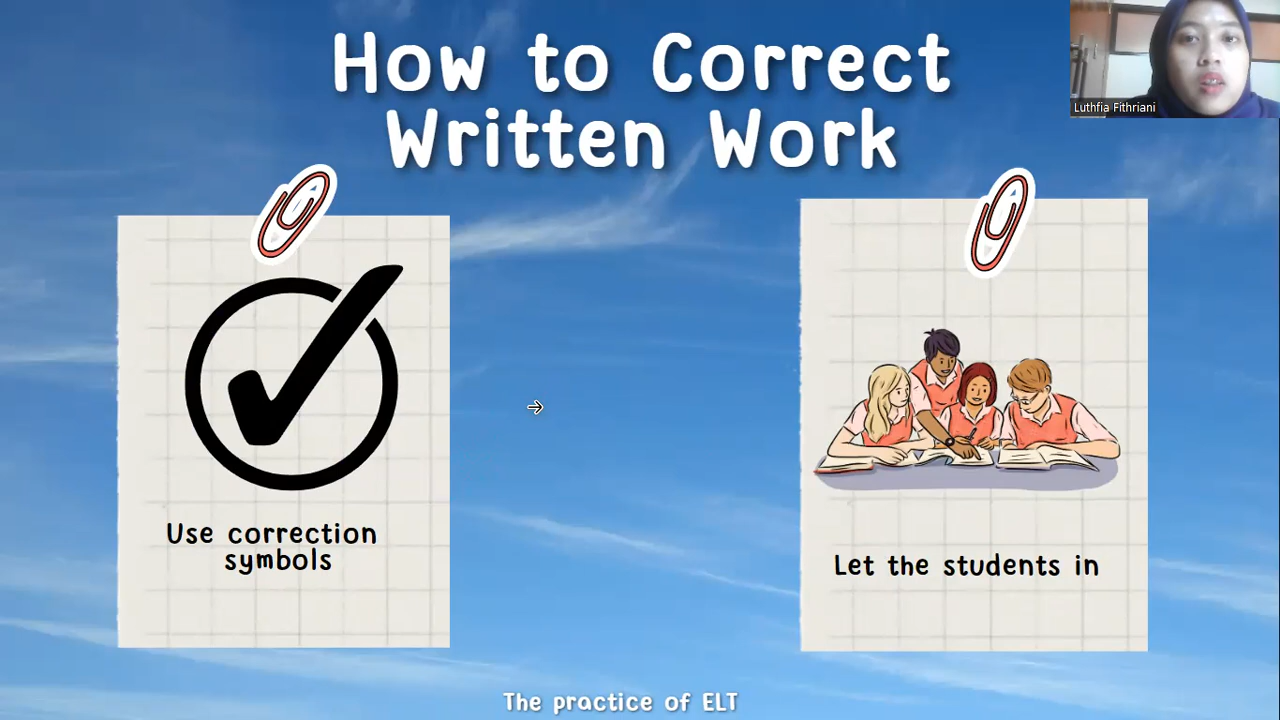 How to Correct
Written Work
Luthfia Fithriani
Use correction
symbols
Let the students in
The practice of ELT